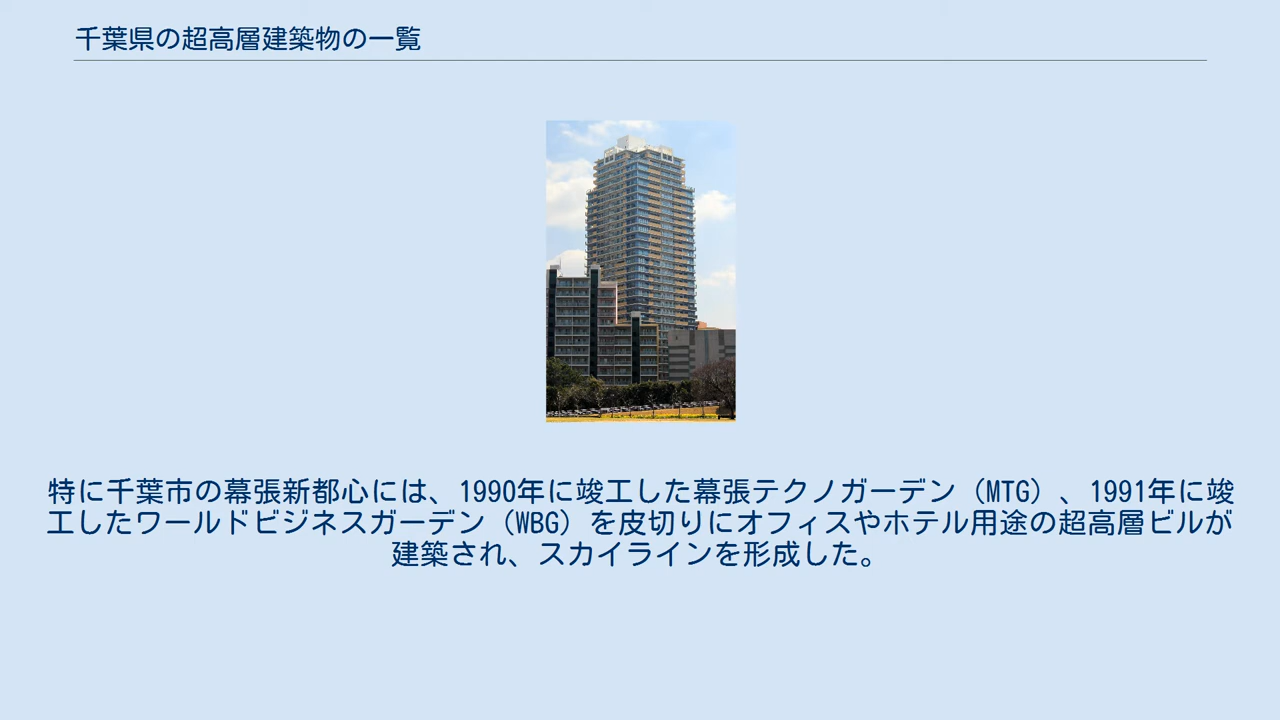 千葉県の超高層建築物の一覧
特に千葉市の幕張新都心には、1990年に竣工した幕張テクノガーデン（MTG）、1991年に竣
工したワールドビジネスガーデン（WBG）を皮切りにオフィスやホテル用途の超高層ビルが
建築され、スカイラインを形成した。